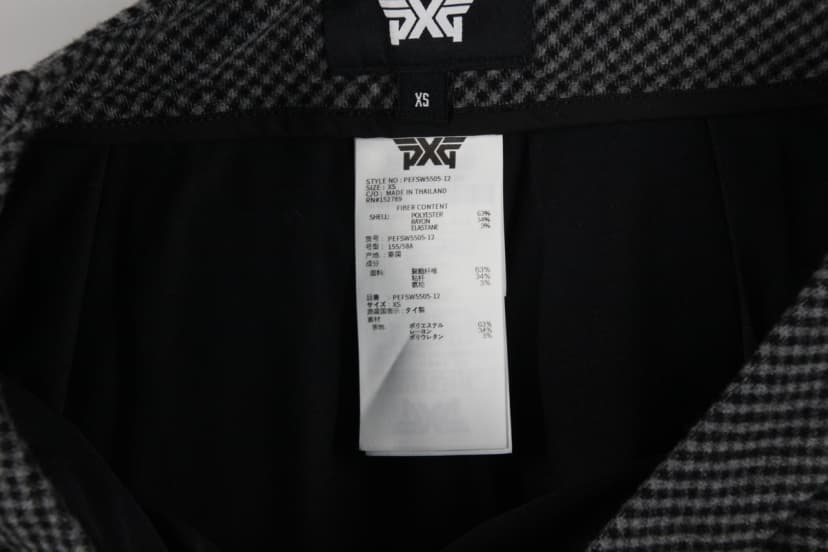 PXG
XS
PXG
STYLE NO : PEFSW5505-12
SIZE : XS
C/O : MADE IN THAILAND
RN#152789
FIBER CONTENT
SHELL: POLYESTER 63%
RAYON 34%
ELASTANE 3%
货号: PEFSW5505-12
号型: 155/58A
产地: 泰国
成分
面料: 聚酯纤维 63%
粘纤 34%
氨纶 3%
品番 : PEFSW5505-12
サイズ: XS
原産国表示: タイ製
素材
表地: ポリエステル 63%
レーヨン 34%
ポリウレタン 3%